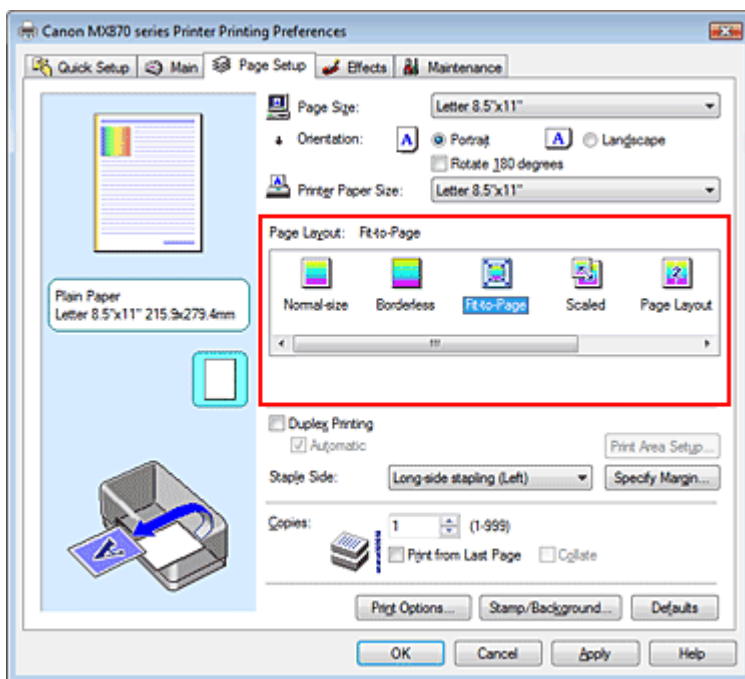 Canon MX870 series Printer Printing Preferences
Quick Setup Main Page Setup Effects Maintenance
Page Size: Letter 8.5"x11"
Orientation: A Portrait A Landscape
Rotate 180 degrees
Printer Paper Size: Letter 8.5"x11"
Page Layout: Fit-to-Page
Normal-size Borderless Fit-to-Page Scaled Page Layout
Plain Paper
Letter 8.5"x11" 215.9x279.4mm
Duplex Printing
Automatic
Print Area Setup...
Staple Side: Long-side stapling (Left) Specify Margin...
Copies: 1 (1-999)
Print from Last Page Collate
Print Options... Stamp/Background... Defaults
OK Cancel Apply Help